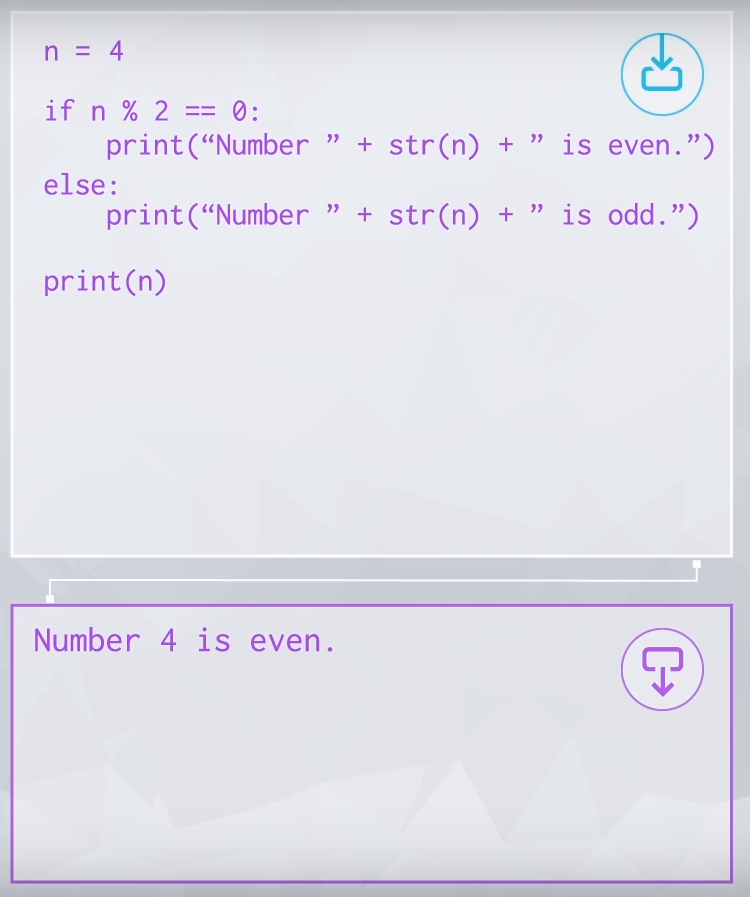 n = 4
if n % 2 == 0:
    print(“Number ” + str(n) + ” is even.”)
else:
    print(“Number ” + str(n) + ” is odd.”)
print(n)
Number 4 is even.